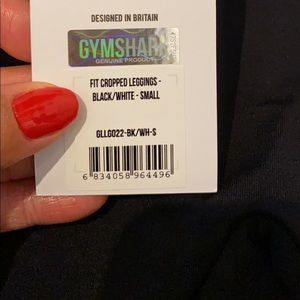 DESIGNED IN BRITAIN
GYMSHARK
GENUINE PRODUCT
FIT CROPPED LEGGINGS -
BLACK/WHITE - SMALL
GLLG022-BK/WH-S
6 834058 964496